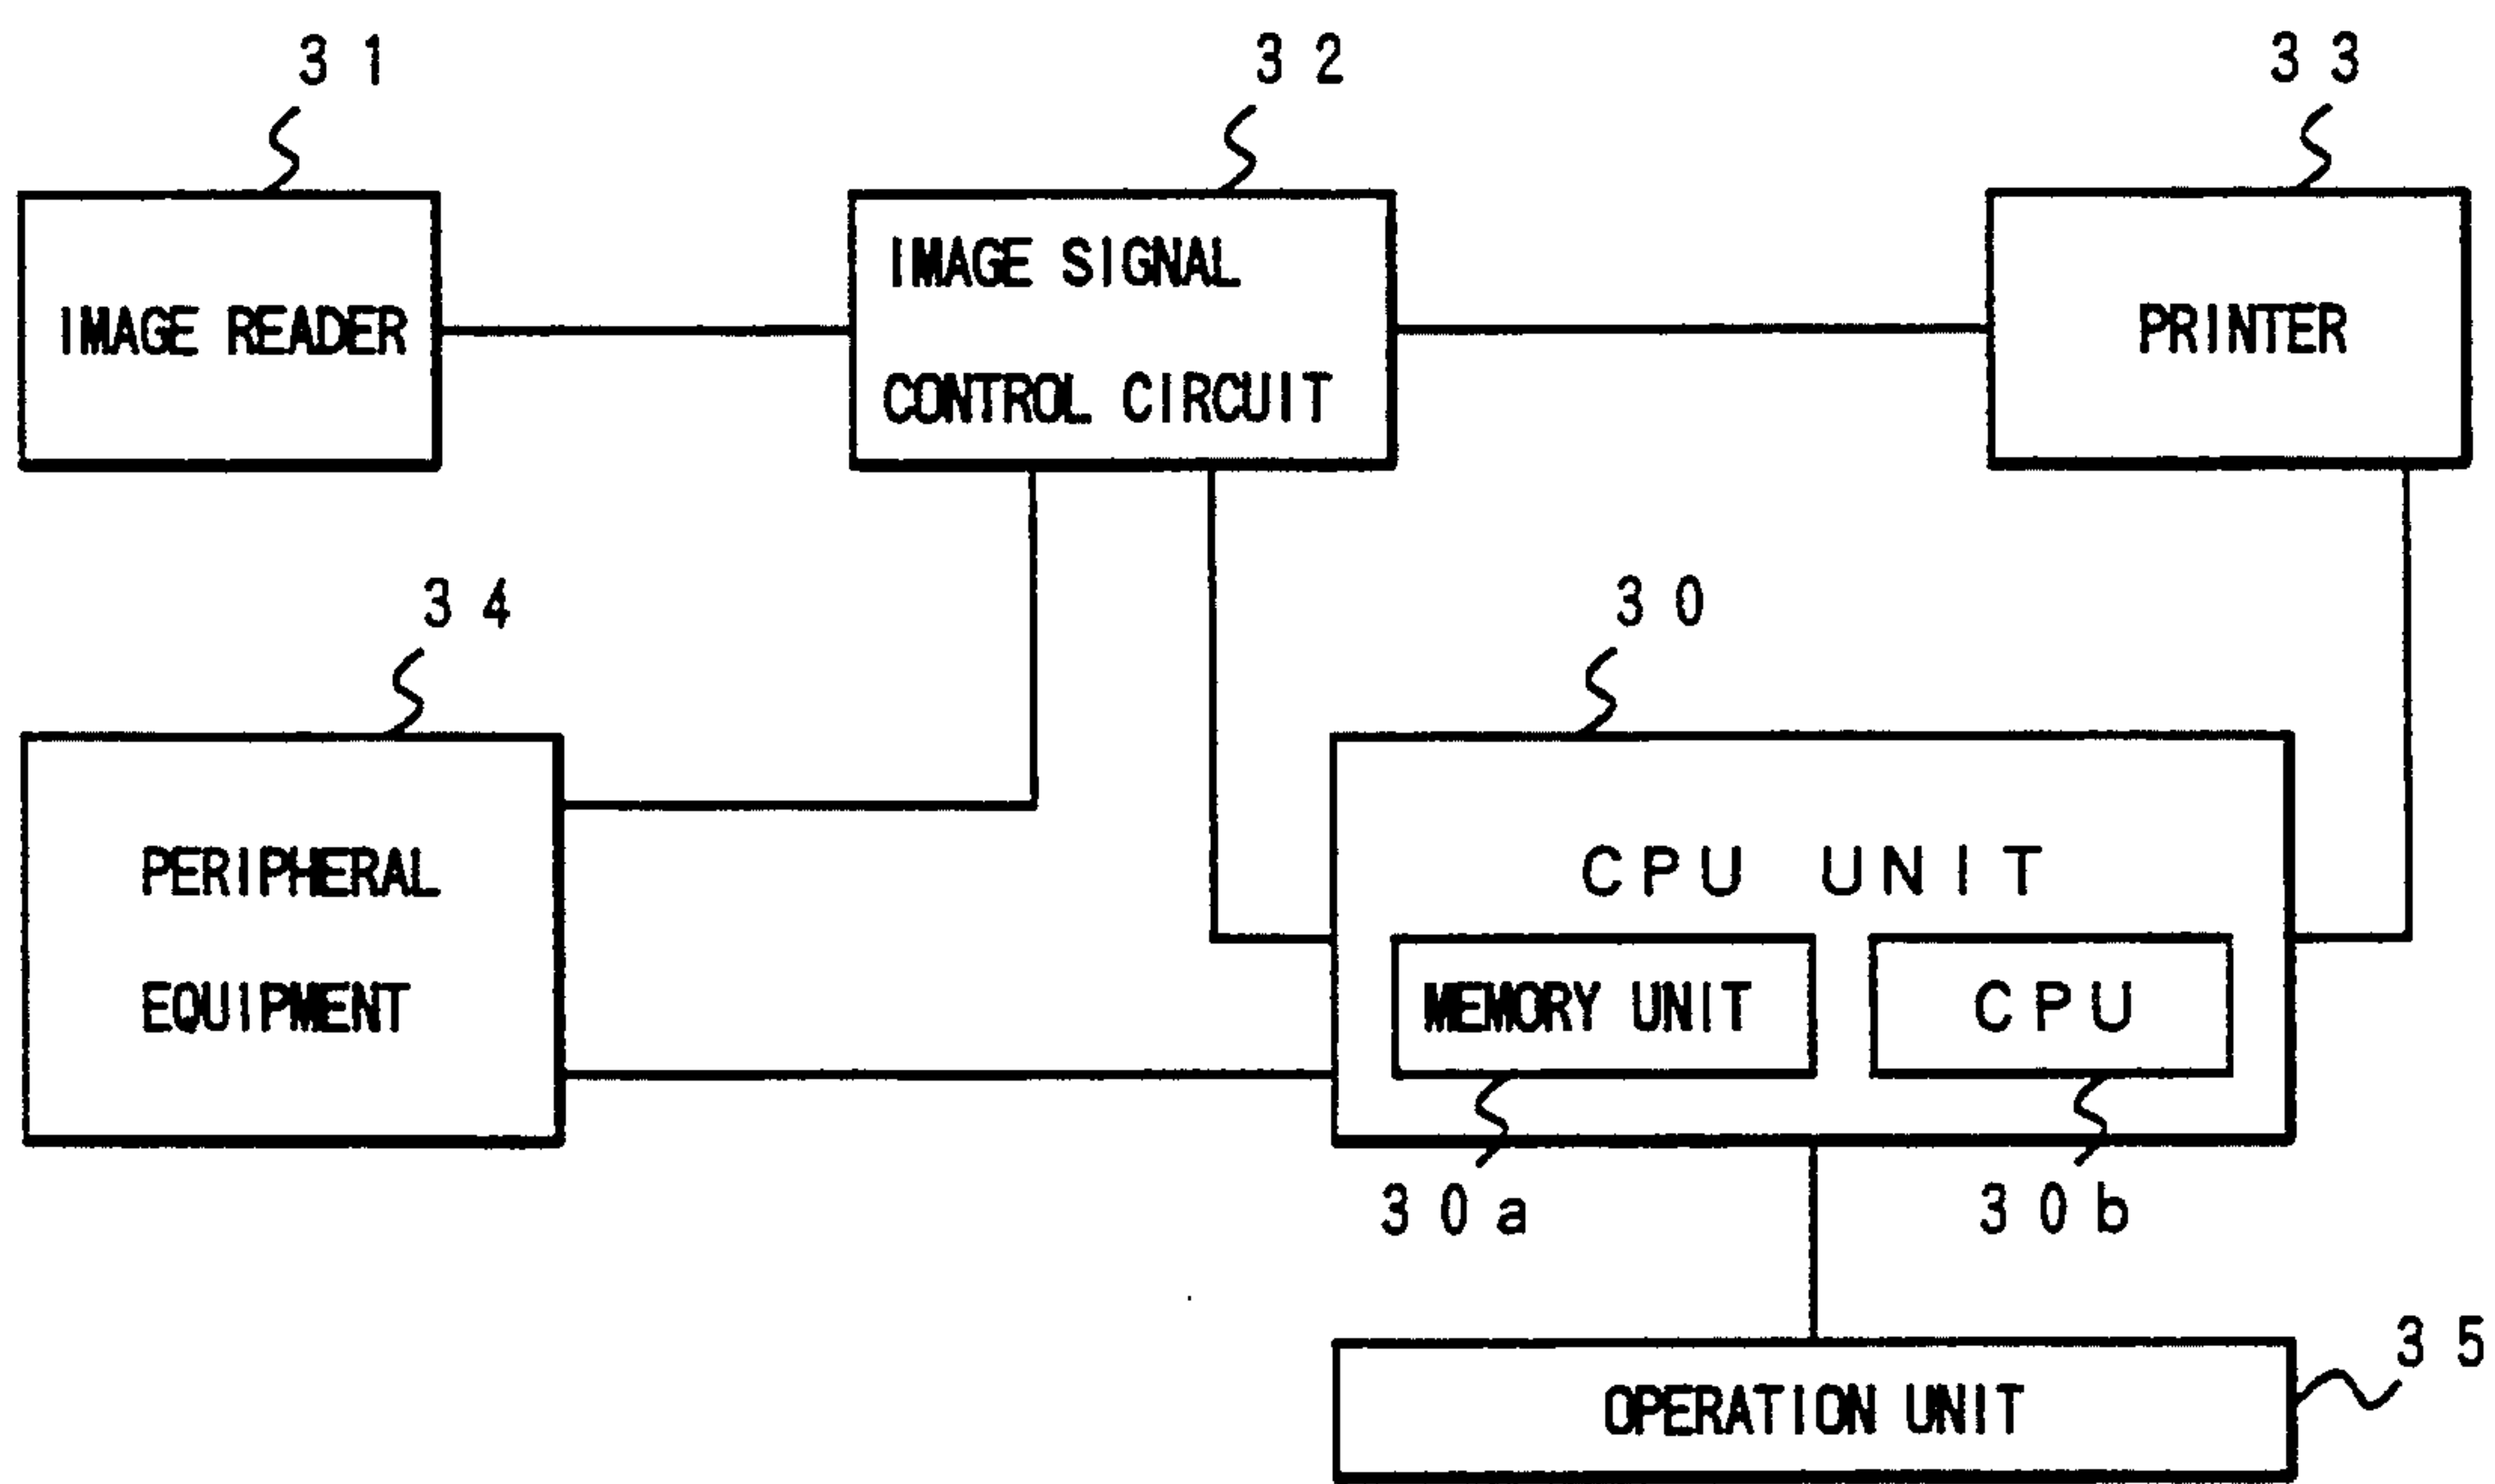 31
32
33
IMAGE READER
IMAGE SIGNAL
CONTROL CIRCUIT
PRINTER
34
30
PERIPHERAL
EQUIPMENT
CPU UNIT
MEMORY UNIT
CPU
30a
30b
35
OPERATION UNIT